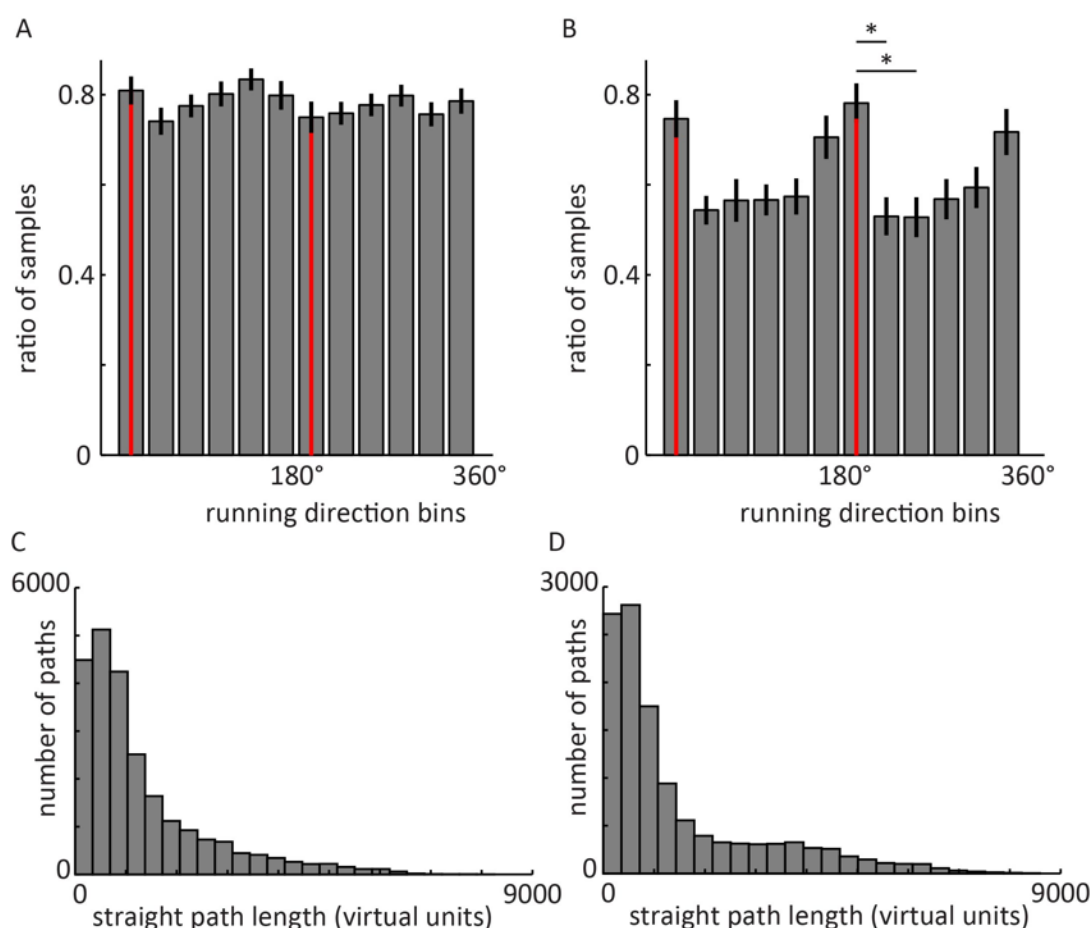 A
ratio of samples
0.8
0.4
0
180°
360°
running direction bins
B
*
*
ratio of samples
0.8
0.4
0
180°
360°
running direction bins
C
6000
number of paths
0
0
9000
straight path length (virtual units)
D
3000
number of paths
0
0
9000
straight path length (virtual units)